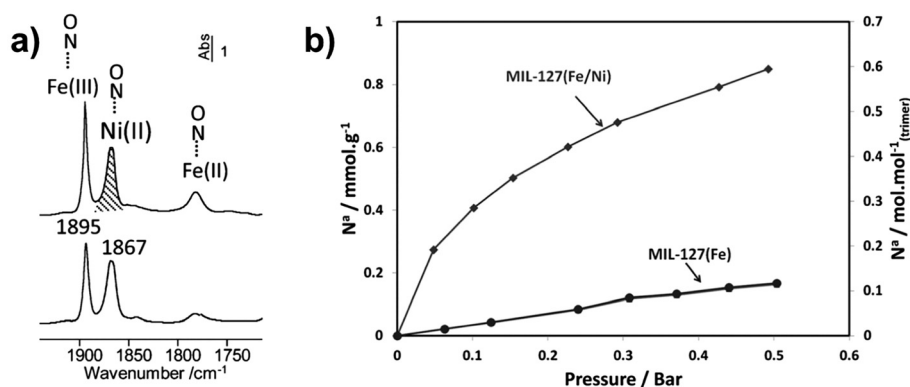 a)
O
N
Fe(III)
O
N
Ni(II)
O
N
Fe(II)
Abs
1
1895
1867
1900 1850 1800 1750
Wavenumber /cm-1
b)
1
0.8
0.6
0.4
0.2
0
Nª / mmol.g-1
MIL-127(Fe/Ni)
MIL-127(Fe)
0 0.1 0.2 0.3 0.4 0.5 0.6
Pressure / Bar
0.7
0.6
0.5
0.4
0.3
0.2
0.1
0
Nª / mol.mol-1(trimer)